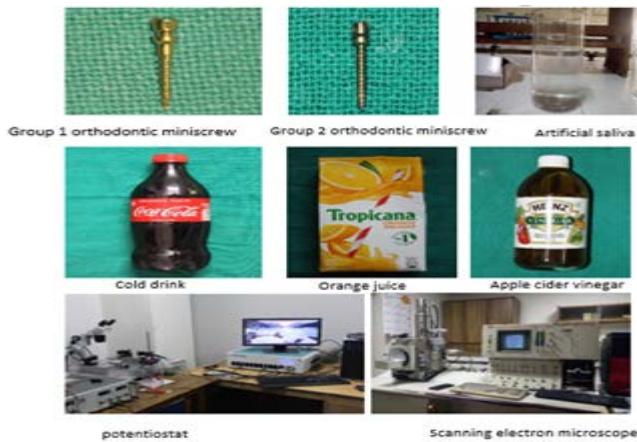 Group 1 orthodontic miniscrew
Group 2 orthodontic miniscrew
Artificial saliva
Coca-Cola
Tropicana
HEINZ
Cold drink
Orange juice
Apple cider vinegar
potentiostat
Scanning electron microscope